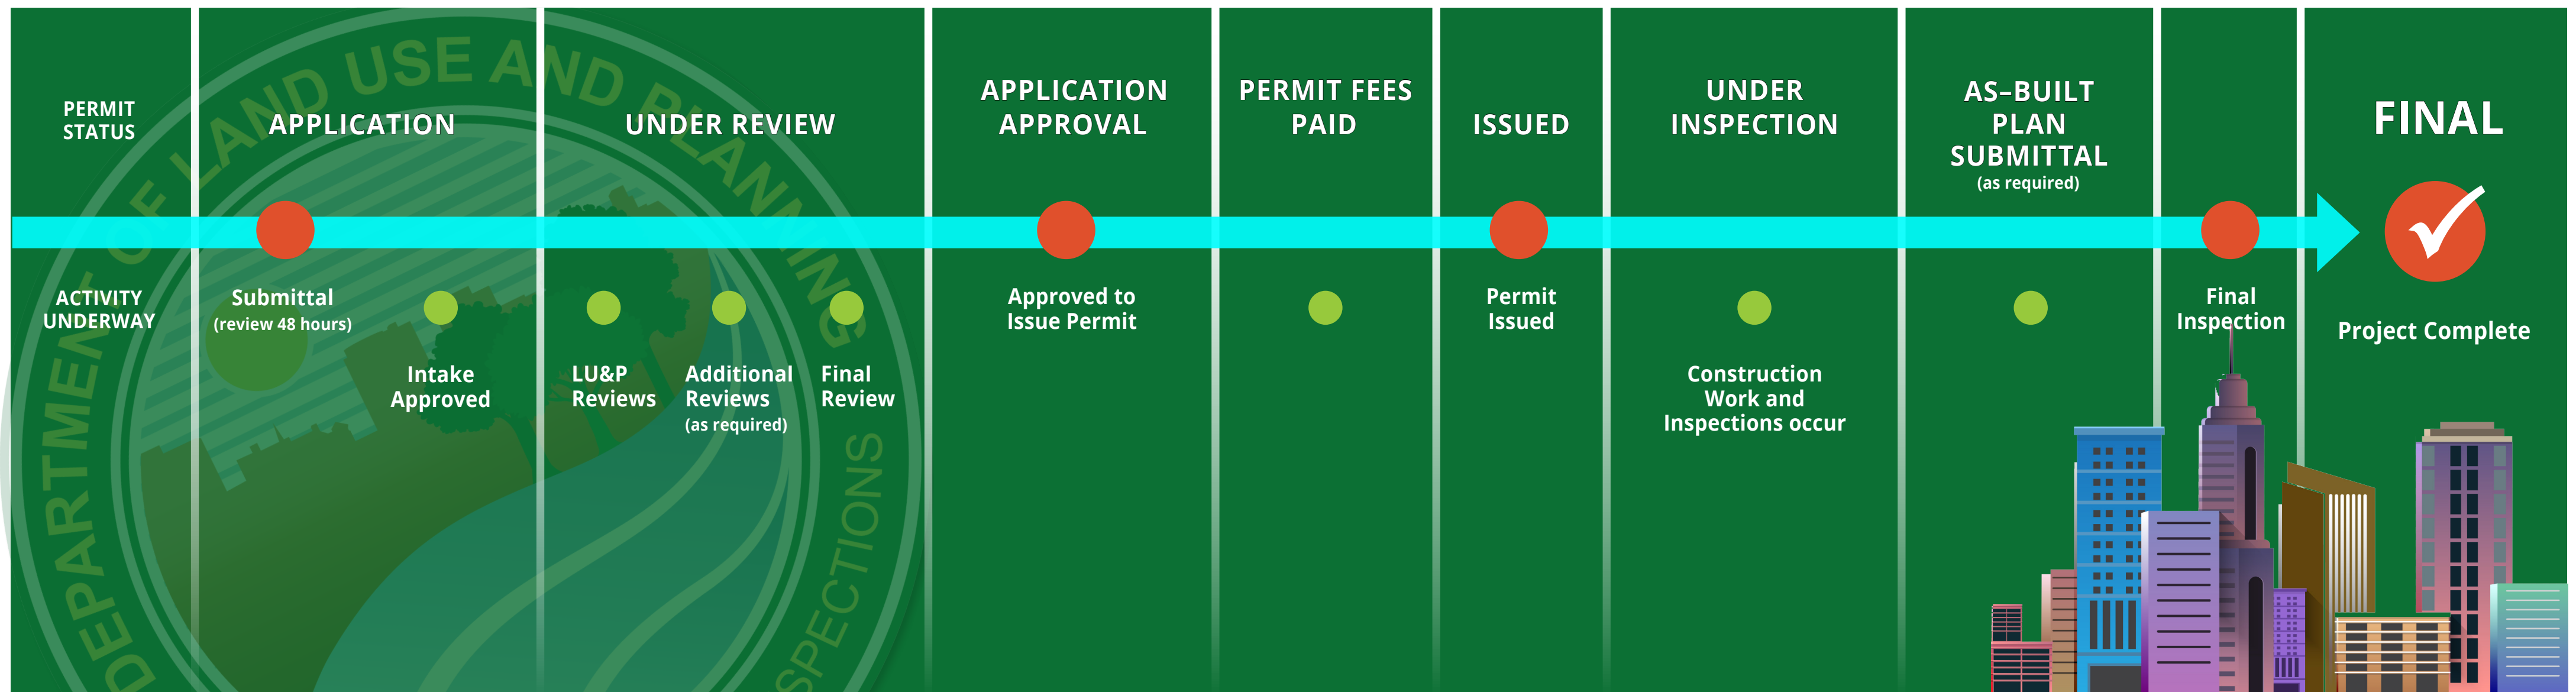 PERMIT
STATUS
APPLICATION
UNDER REVIEW
APPLICATION
APPROVAL
PERMIT FEES
PAID
ISSUED
UNDER
INSPECTION
AS–BUILT
PLAN
SUBMITTAL
(as required)
FINAL
ACTIVITY
UNDERWAY
Submittal
(review 48 hours)
Intake
Approved
LU&P
Reviews
Additional
Reviews
(as required)
Final
Review
Approved to
Issue Permit
Permit
Issued
Construction
Work and
Inspections occur
Final
Inspection
Project Complete
DEPARTMENT OF LAND USE AND PLANNING
SPECTIONS